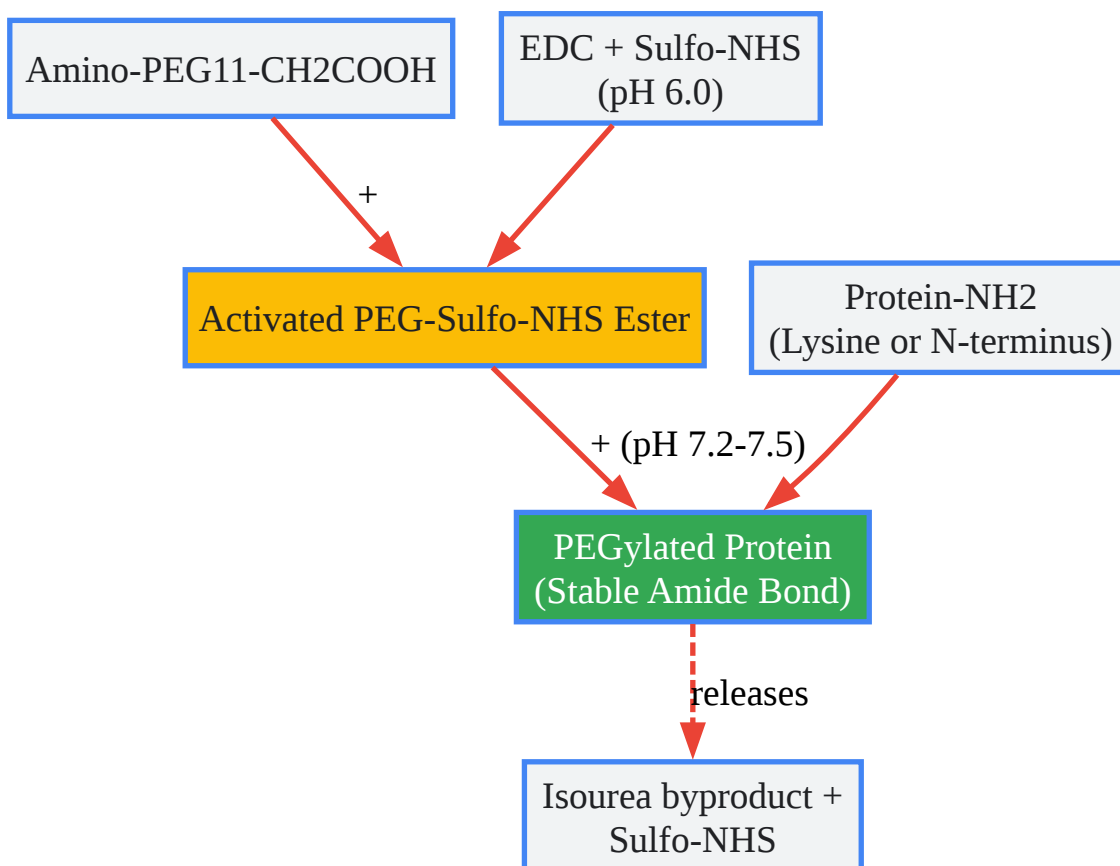 Amino-PEG11-CH2COOH
EDC + Sulfo-NHS
(pH 6.0)
+
Activated PEG-Sulfo-NHS Ester
Protein-NH2
(Lysine or N-terminus)
+ (pH 7.2-7.5)
PEGylated Protein
(Stable Amide Bond)
releases
Isourea byproduct +
Sulfo-NHS